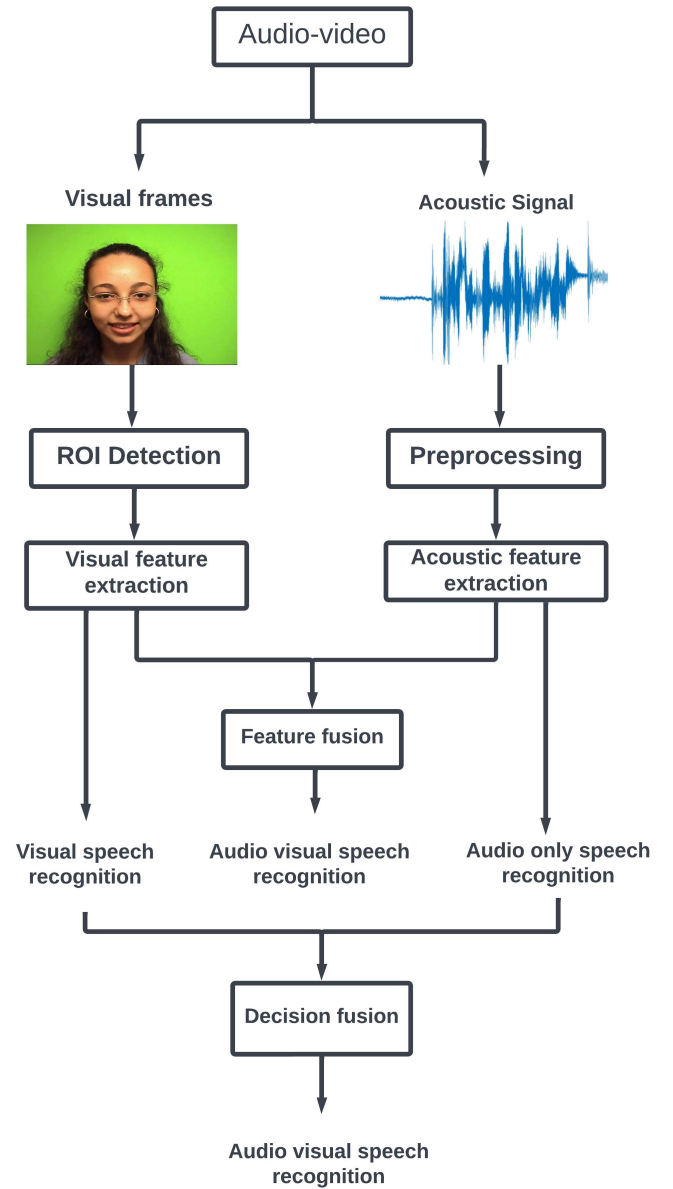 Audio-video
Visual frames
Acoustic Signal
ROI Detection
Preprocessing
Visual feature
extraction
Acoustic feature
extraction
Feature fusion
Visual speech
recognition
Audio visual speech
recognition
Audio only speech
recognition
Decision fusion
Audio visual speech
recognition